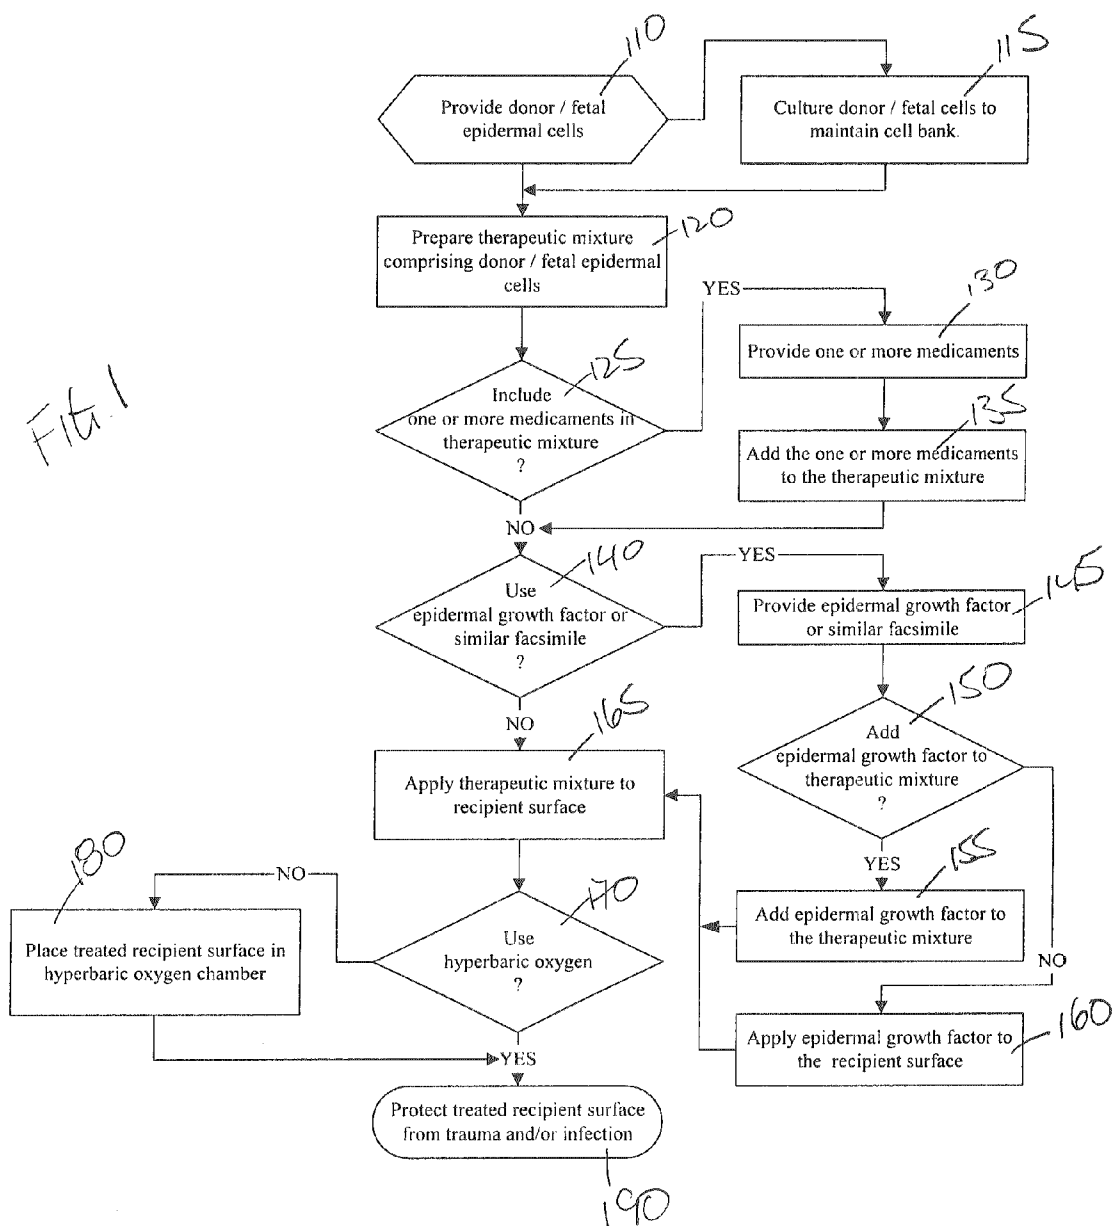 110
115
Provide donor / fetal
epidermal cells
Culture donor / fetal cells to
maintain cell bank.
120
Prepare therapeutic mixture
comprising donor / fetal epidermal
cells
YES
130
Provide one or more medicaments
125
Include
one or more medicaments in
therapeutic mixture
?
135
Add the one or more medicaments
to the therapeutic mixture
FIG. 1
NO
140
Use
epidermal growth factor or
similar facsimile
?
YES
145
Provide epidermal growth factor
or similar facsimile
150
Add
epidermal growth factor to
therapeutic mixture
?
NO
165
Apply therapeutic mixture to
recipient surface
YES
155
Add epidermal growth factor to
the therapeutic mixture
NO
160
Apply epidermal growth factor to
the recipient surface
170
Use
hyperbaric oxygen
?
NO
180
Place treated recipient surface in
hyperbaric oxygen chamber
YES
Protect treated recipient surface
from trauma and/or infection
190